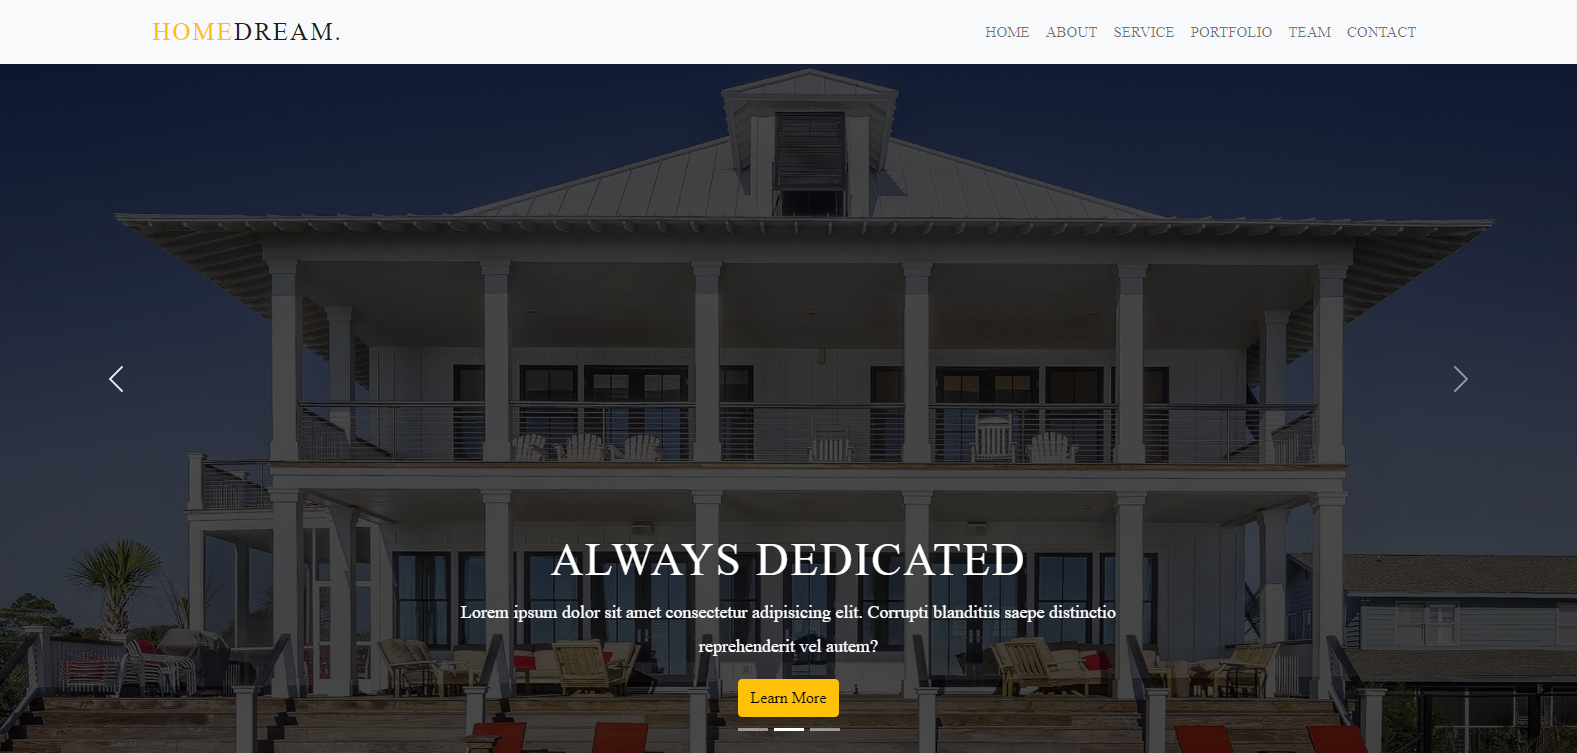 HOMEDREAM.
HOME ABOUT SERVICE PORTFOLIO TEAM CONTACT
ALWAYS DEDICATED
Lorem ipsum dolor sit amet consectetur adipisicing elit. Corrupti blanditiis saepe distinctio
reprehenderit vel autem?
Learn More